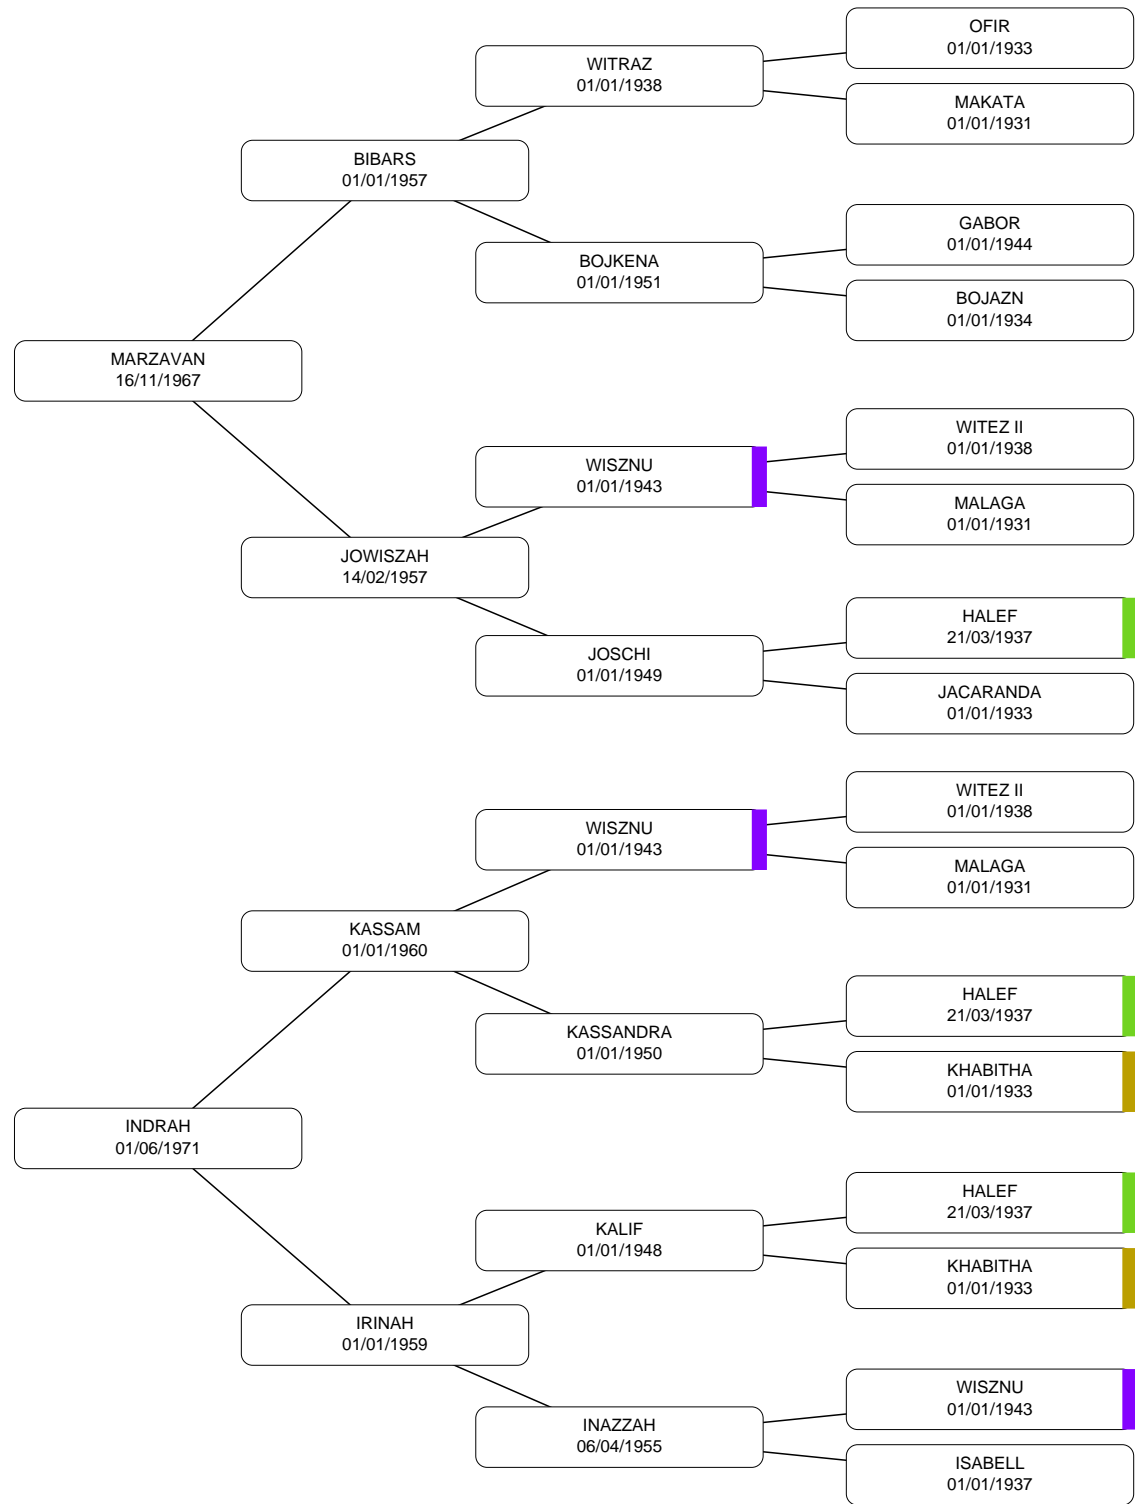 OFIR
01/01/1933
WITRAZ
01/01/1938
MAKATA
01/01/1931
BIBARS
01/01/1957
GABOR
01/01/1944
BOJKENA
01/01/1951
BOJAZN
01/01/1934
MARZAVAN
16/11/1967
WITEZ II
01/01/1938
WISZNU
01/01/1943
MALAGA
01/01/1931
JOWISZAH
14/02/1957
HALEF
21/03/1937
JOSCHI
01/01/1949
JACARANDA
01/01/1933
WITEZ II
01/01/1938
WISZNU
01/01/1943
MALAGA
01/01/1931
KASSAM
01/01/1960
HALEF
21/03/1937
KASSANDRA
01/01/1950
KHABITHA
01/01/1933
INDRAH
01/06/1971
HALEF
21/03/1937
KALIF
01/01/1948
KHABITHA
01/01/1933
IRINAH
01/01/1959
WISZNU
01/01/1943
INAZZAH
06/04/1955
ISABELL
01/01/1937